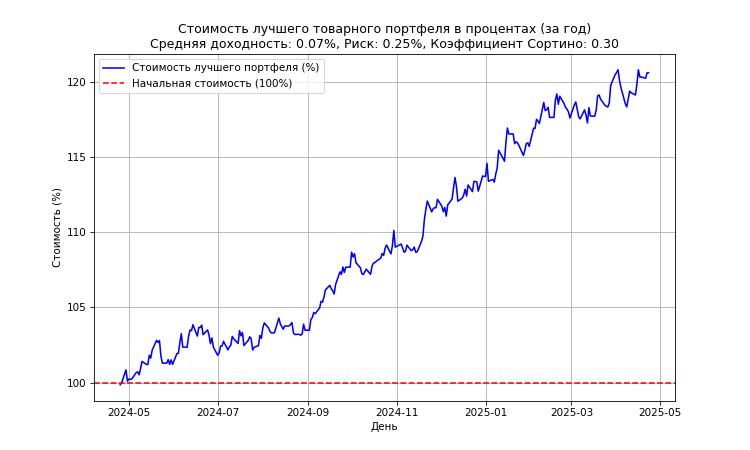 Стоимость лучшего товарного портфеля в процентах (за год)
Средняя доходность: 0.07%, Риск: 0.25%, Коэффициент Сортино: 0.30
Стоимость лучшего портфеля (%)
Начальная стоимость (100%)
Стоимость (%)
120
115
110
105
100
2024-05
2024-07
2024-09
2024-11
2025-01
2025-03
2025-05
День